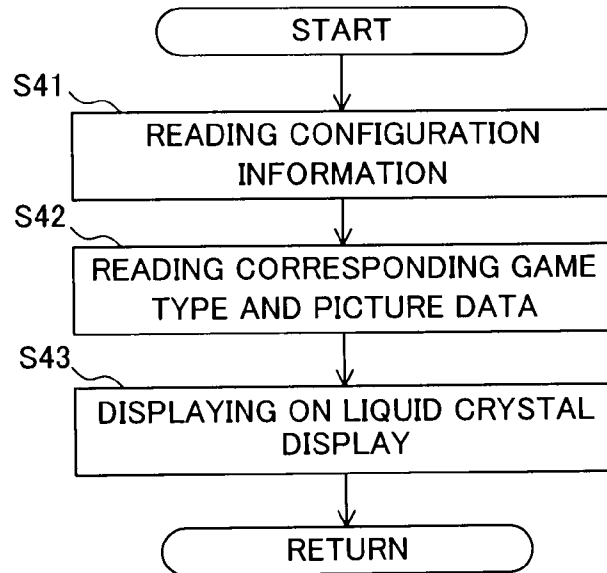 START
S41
READING CONFIGURATION
INFORMATION
S42
READING CORRESPONDING GAME
TYPE AND PICTURE DATA
S43
DISPLAYING ON LIQUID CRYSTAL
DISPLAY
RETURN